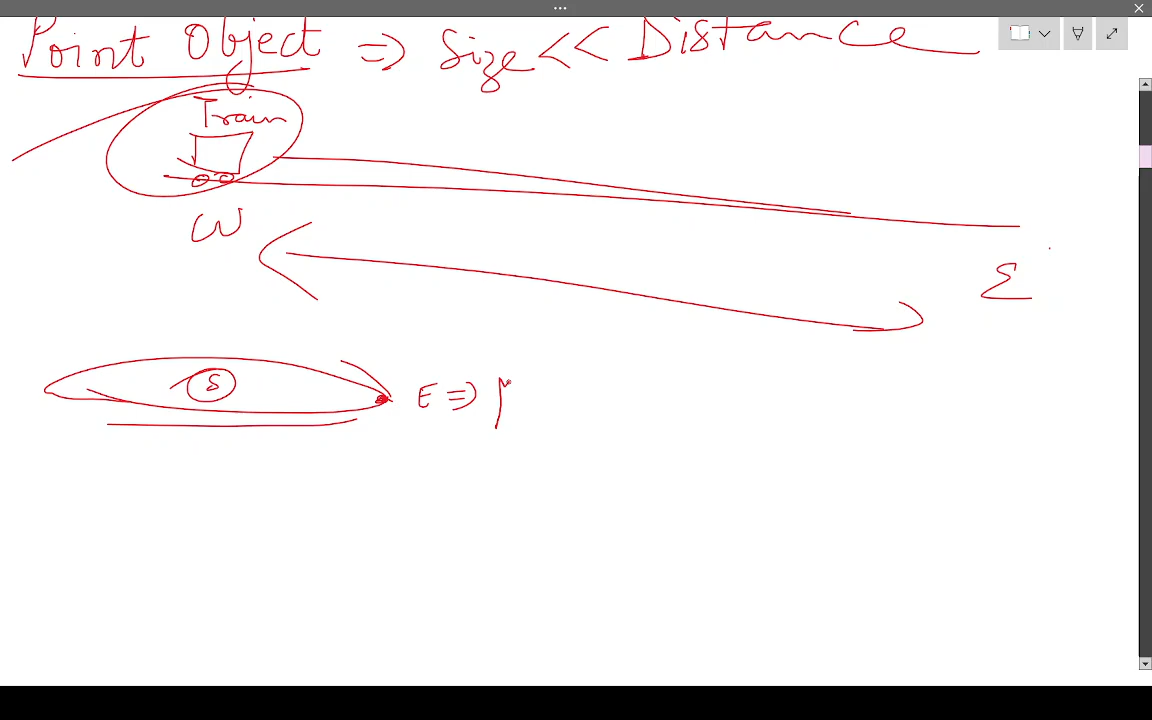 Point Object => Size << Distance
Train
W
E
S
E =>